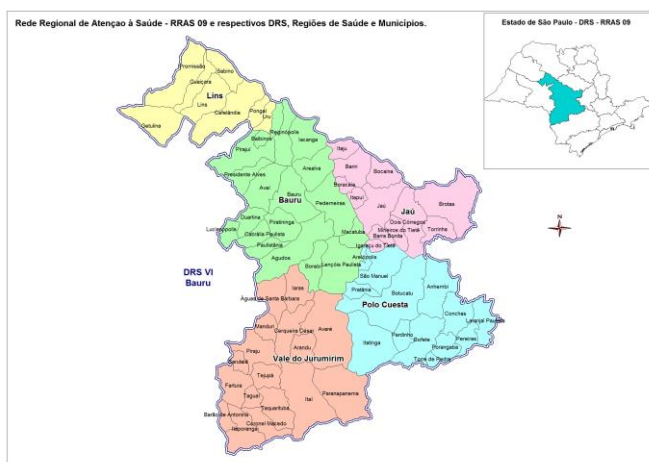 Rede Regional de Atençao à Saúde - RRAS 09 e respectivos DRS, Regiões de Saúde e Municípios.
Estado de São Paulo - DRS - RRAS 09
Promissão
Sabino
Guaiçara
Lins
Lins
Cafelândia
Pongai
Uru
Getulina
Reginópolis
Balbinos
Iacanga
Pirajuí
Presidente Alves
Avaí
Arealva
Bauru
Bauru
Pederneiras
Duartina
Piratininga
Lucianópolis
Cabrália Paulista
Paulistânia
Agudos
Macatuba
Borebi
Lençóis Paulista
Itaju
Bariri
Bocaina
Boracéia
Itapuí
Jaú
Jaú
Brotas
Dois Córregos
Mineiros do Tietê
Barra Bonita
Torrinha
Igaraçu do Tietê
DRS VI
Bauru
Areiópolis
São Manuel
Pratânia
Botucatu
Anhembi
Polo Cuesta
Conchas
Laranjal Paulista
Pardinho
Bofete
Pereiras
Porangaba
Itatinga
Torre de Pedra
Iaras
Águas de Santa Bárbara
Manduri
Cerqueira César
Avaré
Piraju
Arandu
Vale do Jurumirim
Sarutaiá
Tejupá
Fartura
Taguaí
Taquarituba
Itaí
Paranapanema
Barão de Antonina
Coronel Macedo
Itaporanga
N